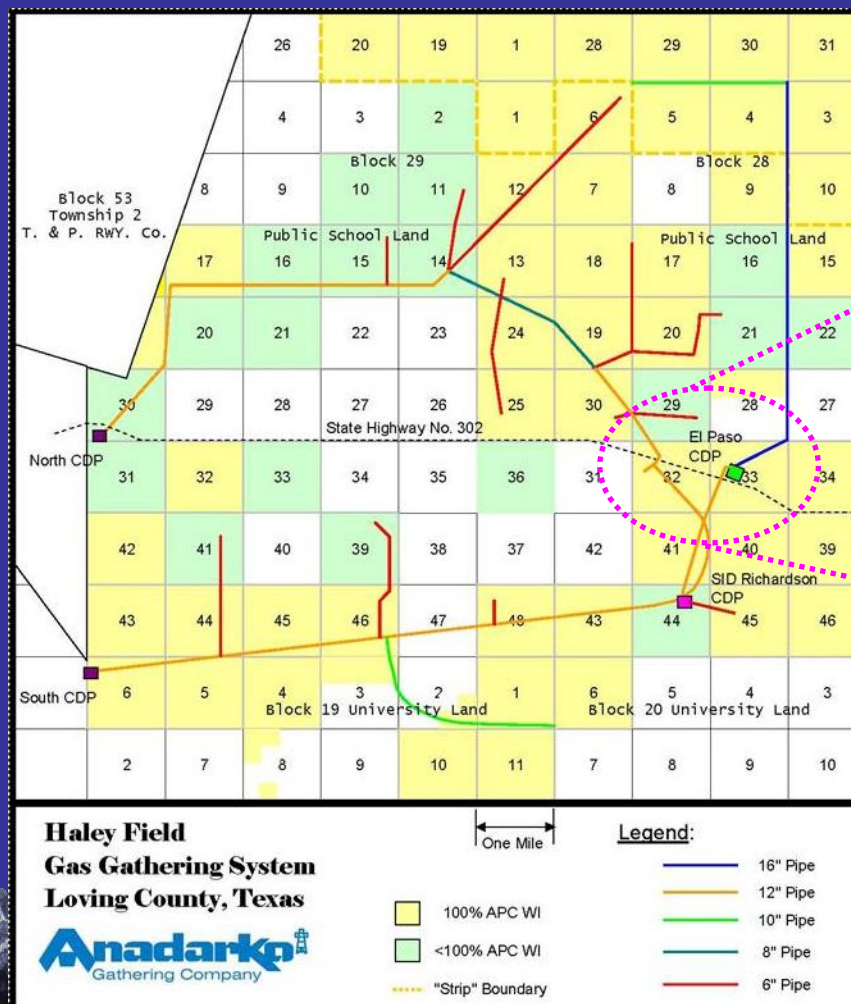 26 20 19 1 28 29 30 31
4 3 2 1 6 5 4 3
Block 29 Block 28
8 9 10 11 12 7 8 9 10
Block 53
Township 2
T. & P. RWY. Co.
Public School Land Public School Land
17 16 15 14 13 18 17 16 15
20 21 22 23 24 19 20 21 22
30 29 28 27 26 25 30 29 28 27
State Highway No. 302
El Paso
CDP
North CDP
31 32 33 34 35 36 31 32 33 34
42 41 40 39 38 37 42 41 40 39
SID Richardson
CDP
43 44 45 46 47 48 43 44 45 46
South CDP
6 5 4 3 2 1 6 5 4 3
Block 19 University Land Block 20 University Land
2 7 8 9 10 11 7 8 9 10
Haley Field
Gas Gathering System
Loving County, Texas
Anadarko
Gathering Company
One Mile
100% APC WI
<100% APC WI
"Strip" Boundary
Legend:
16" Pipe
12" Pipe
10" Pipe
8" Pipe
6" Pipe